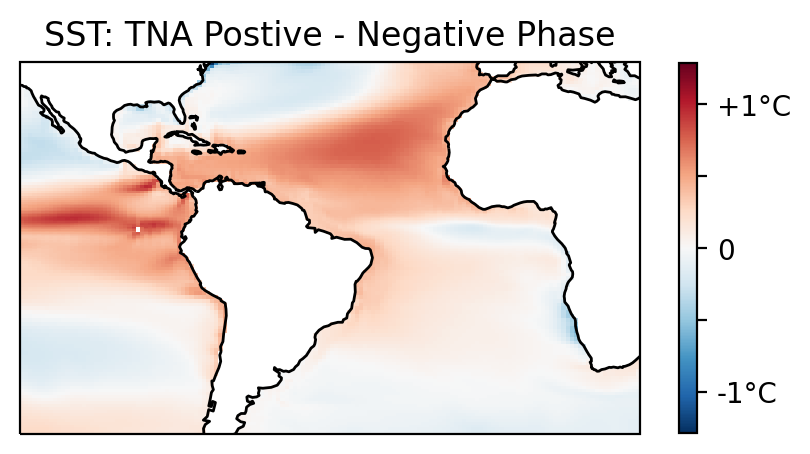 SST: TNA Postive - Negative Phase
+1°C
0
-1°C